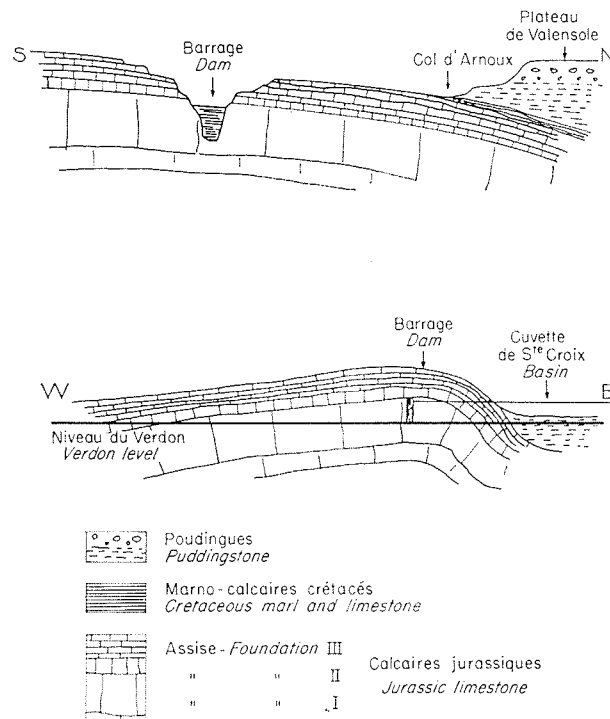 Plateau
de Valensole
S
Barrage
Dam
Col d'Arnoux
N
Barrage
Dam
Cuvette
de Ste Croix
Basin
W
E
Niveau du Verdon
Verdon level
Poudingues
Puddingstone
Marno-calcaires crétacés
Cretaceous marl and limestone
Assise - Foundation III
" " II
" " I
Calcaires jurassiques
Jurassic limestone